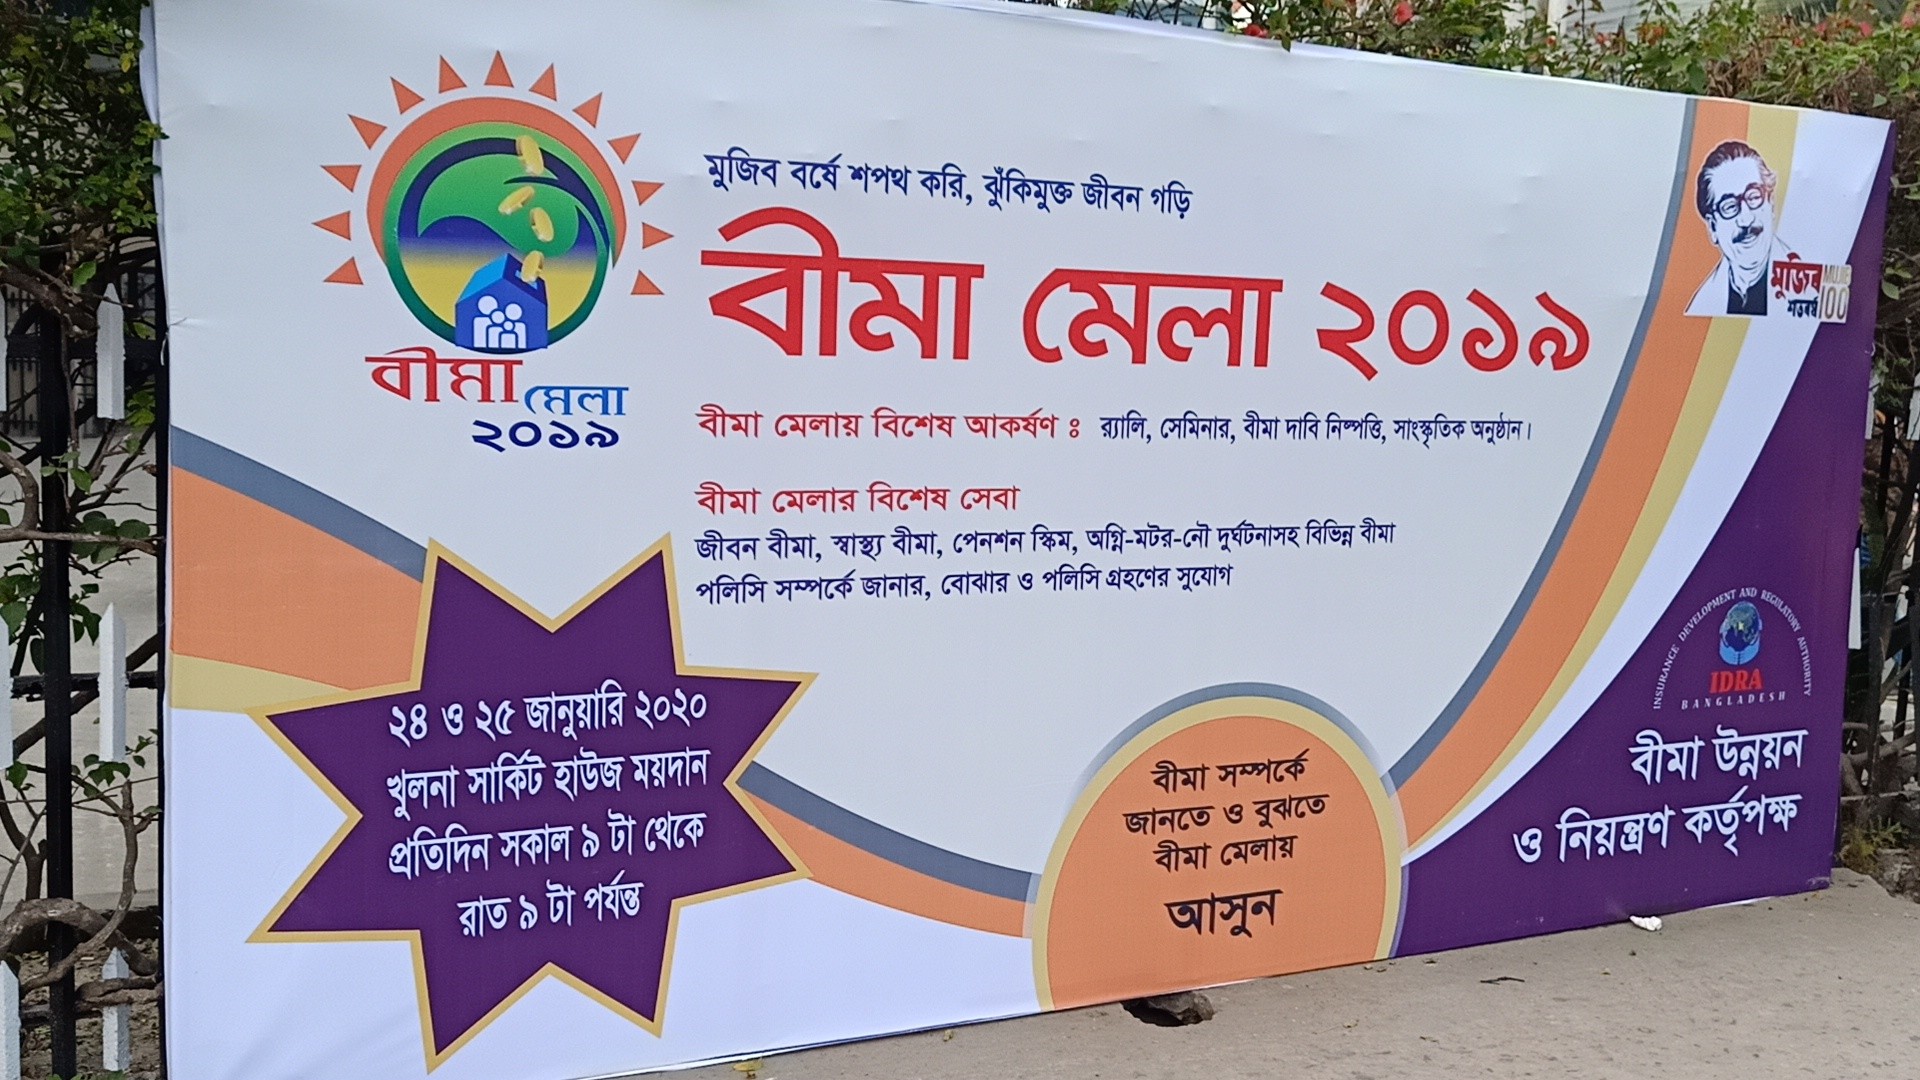 মুজিব বর্ষে শপথ করি, ঝুঁকিমুক্ত জীবন গড়ি
বীমা মেলা ২০১৯
বীমা
মেলা
২০১৯
বীমা মেলায় বিশেষ আকর্ষণ ঃ র‍্যালি, সেমিনার, বীমা দাবি নিষ্পত্তি, সাংস্কৃতিক অনুষ্ঠান।
বীমা মেলার বিশেষ সেবা
জীবন বীমা, স্বাস্থ্য বীমা, পেনশন স্কিম, অগ্নি-মটর-নৌ দুর্ঘটনাসহ বিভিন্ন বীমা
পলিসি সম্পর্কে জানার, বোঝার ও পলিসি গ্রহণের সুযোগ
২৪ ও ২৫ জানুয়ারি ২০২০
খুলনা সার্কিট হাউজ ময়দান
প্রতিদিন সকাল ৯ টা থেকে
রাত ৯ টা পর্যন্ত
বীমা সম্পর্কে
জানতে ও বুঝতে
বীমা মেলায়
আসুন
মুজিব
শতবর্ষ
MUJIB
100
INSURANCE DEVELOPMENT AND REGULATORY AUTHORITY
IDRA
BANGLADESH
বীমা উন্নয়ন
ও নিয়ন্ত্রণ কর্তৃপক্ষ